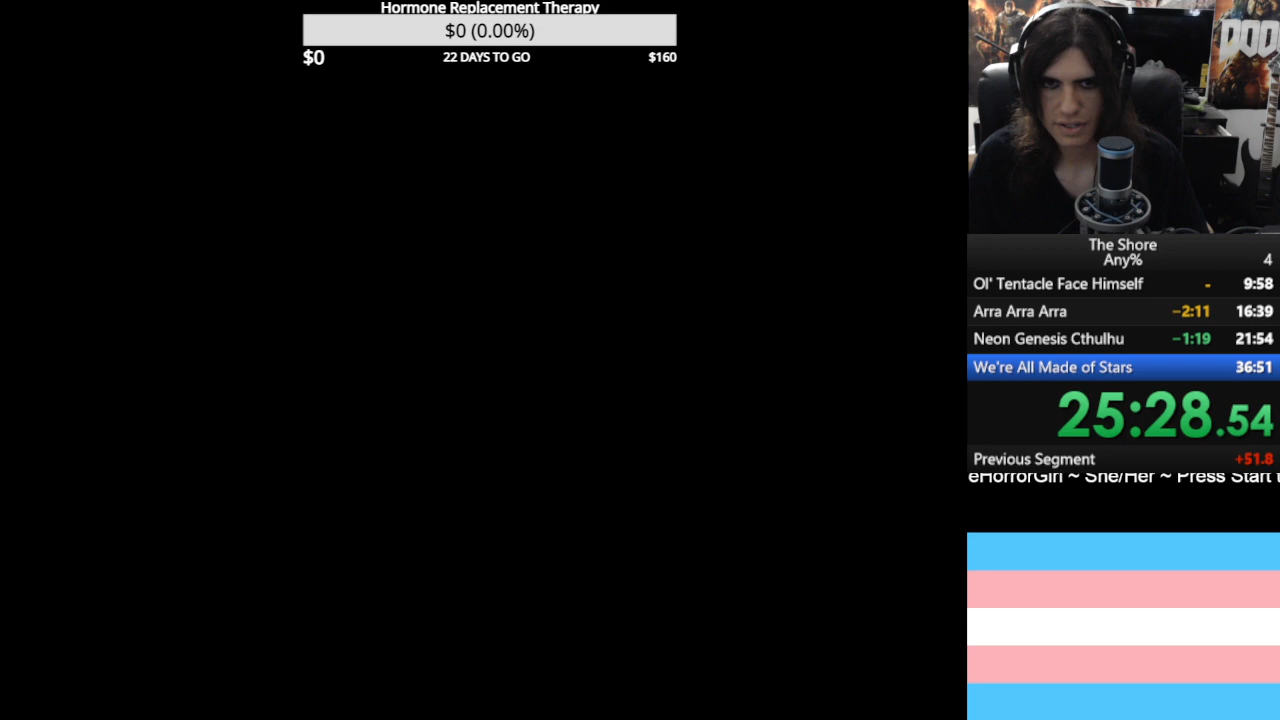 Hormone Replacement Therapy
$0 (0.00%)
$0 22 DAYS TO GO $160
DOO
The Shore
Any% 4
Ol' Tentacle Face Himself - 9:58
Arra Arra Arra −2:11 16:39
Neon Genesis Cthulhu −1:19 21:54
We're All Made of Stars 36:51
25:28.54
Previous Segment +51.8
eHorrorGirl ~ She/Her ~ Press Start t